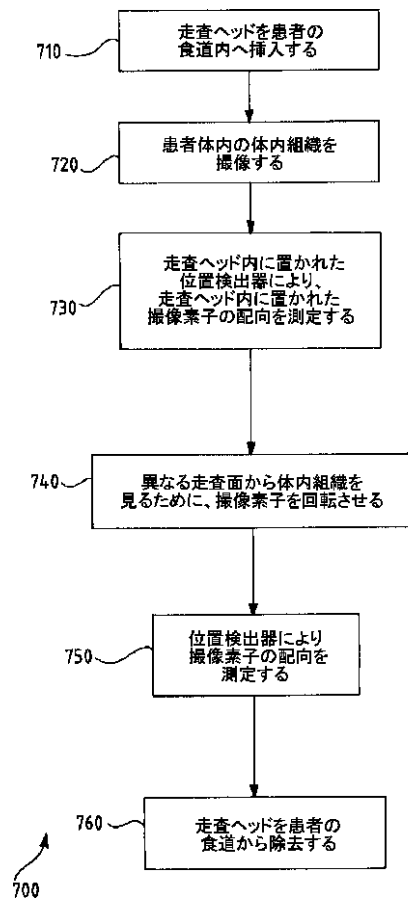 710
走査ヘッドを患者の
食道内へ挿入する
720
患者体内の体内組織を
撮像する
730
走査ヘッド内に置かれた
位置検出器により、
走査ヘッド内に置かれた
撮像素子の配向を測定する
740
異なる走査面から体内組織を
見るために、撮像素子を回転させる
750
位置検出器により
撮像素子の配向を
測定する
760
走査ヘッドを患者の
食道から除去する
700